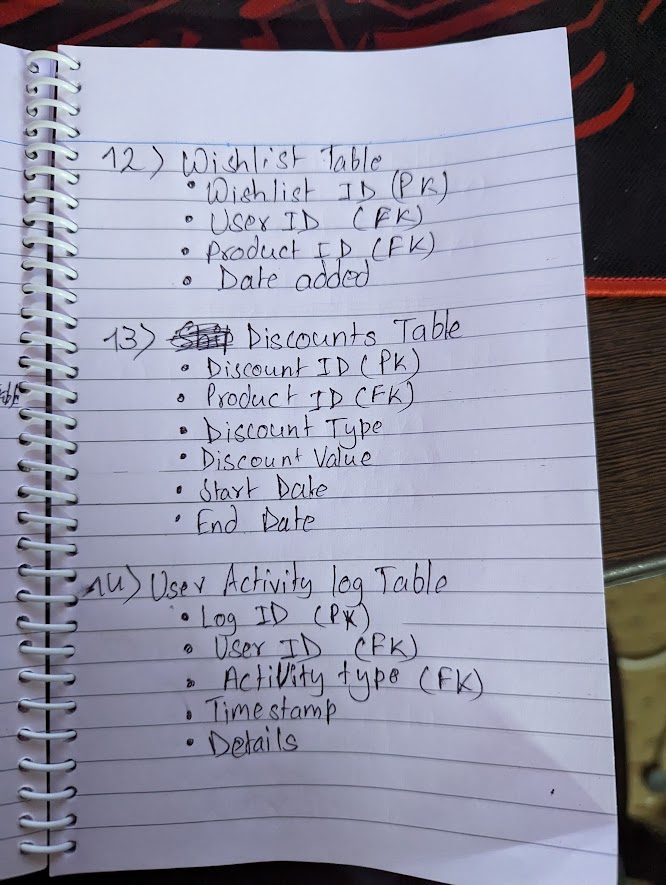 12) Wishlist Table
• Wishlist ID (PK)
• User ID (FK)
• Product ID (FK)
• Date added
13) Discounts Table
• Discount ID (PK)
• Product ID (FK)
• Discount Type
• Discount Value
• Start Date
• End Date
14) User Activity log Table
• Log ID (PK)
• User ID (FK)
• Activity type (FK)
• Timestamp
• Details